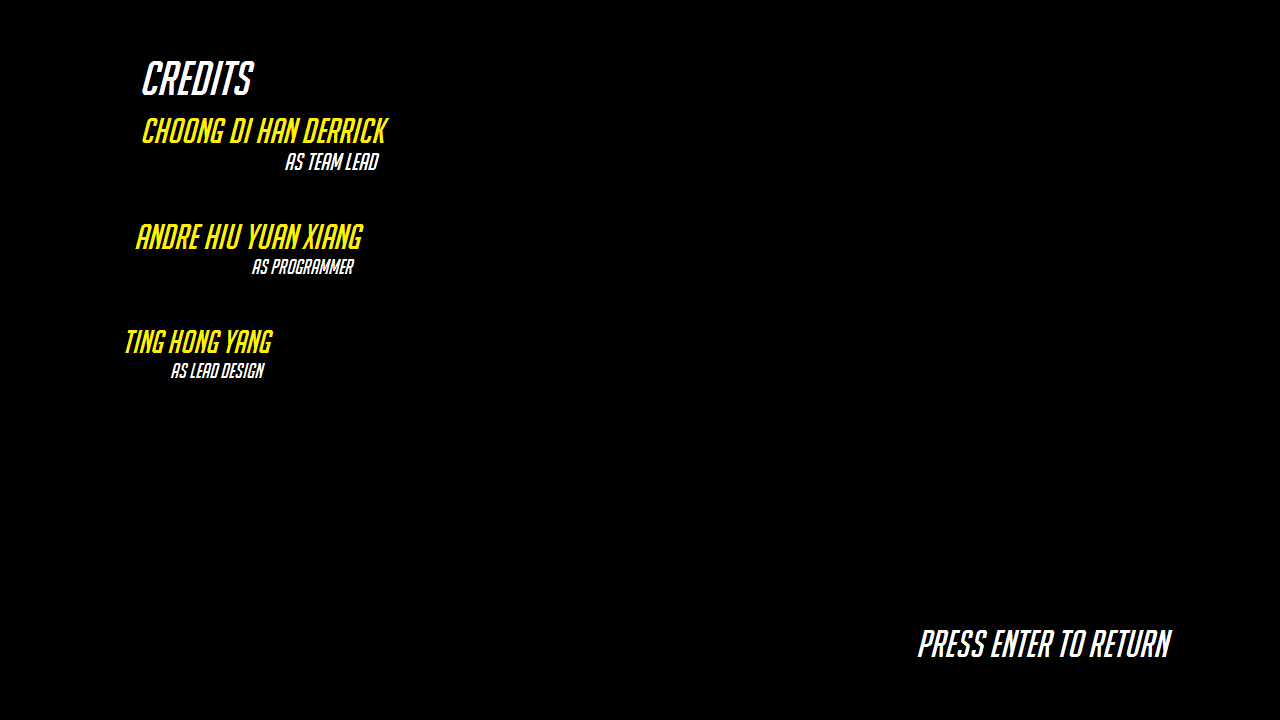 CREDITS
CHOONG DI HAN DERRICK
AS TEAM LEAD
ANDRE HIU YUAN XIANG
AS PROGRAMMER
TING HONG YANG
AS LEAD DESIGN
PRESS ENTER TO RETURN